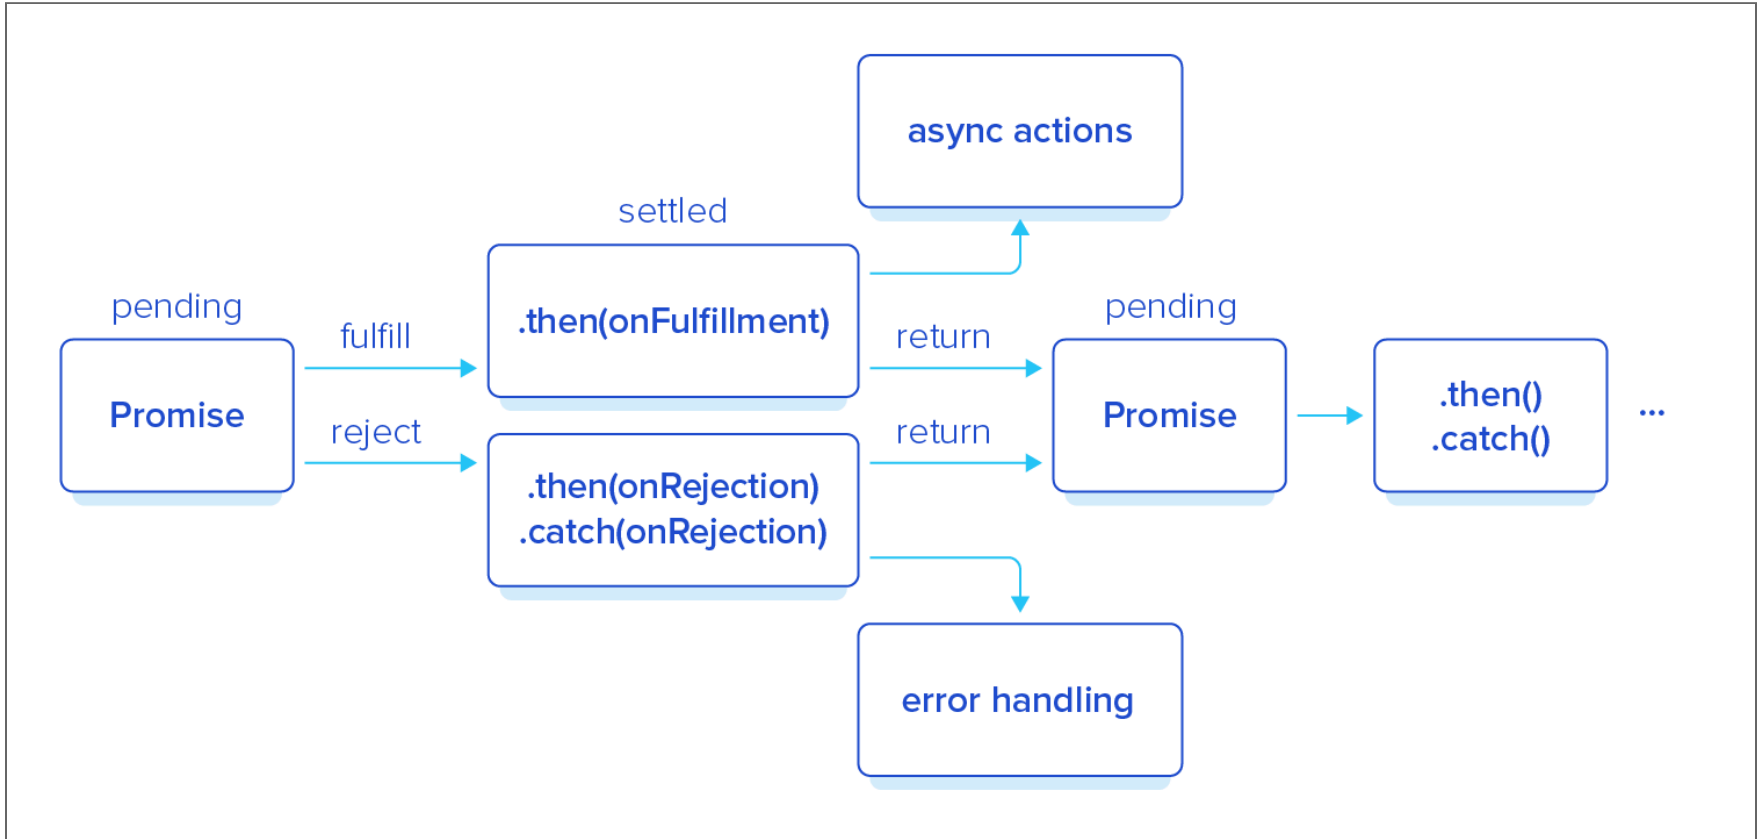 async actions
settled
.then(onFulfillment)
pending
Promise
fulfill
reject
.then(onRejection)
.catch(onRejection)
return
return
pending
Promise
.then()
.catch()
...
error handling